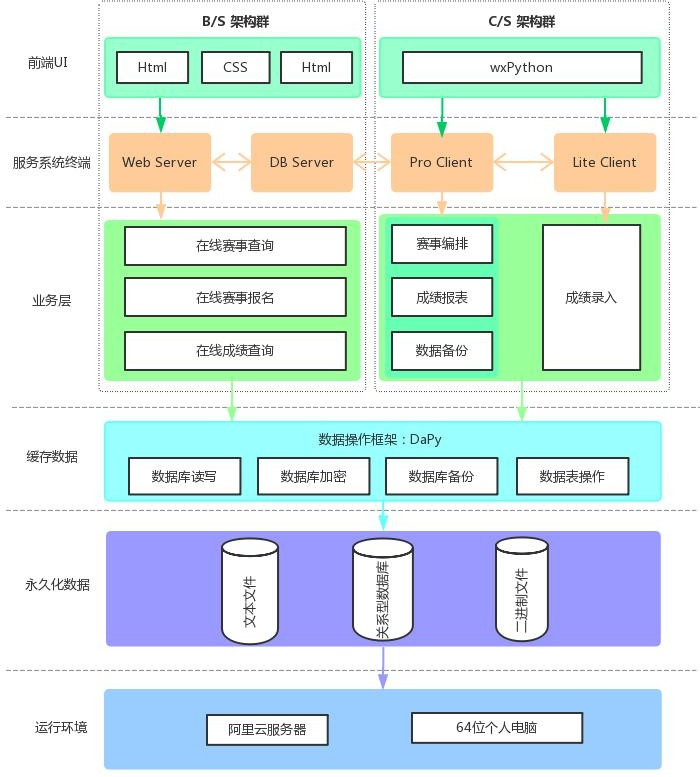 B/S 架构群
C/S 架构群
前端UI
Html
CSS
Html
wxPython
服务系统终端
Web Server
DB Server
Pro Client
Lite Client
业务层
在线赛事查询
在线赛事报名
在线成绩查询
赛事编排
成绩报表
数据备份
成绩录入
缓存数据
数据操作框架：DaPy
数据库读写
数据库加密
数据库备份
数据表操作
永久化数据
文本文件
关系型数据库
二进制文件
运行环境
阿里云服务器
64位个人电脑